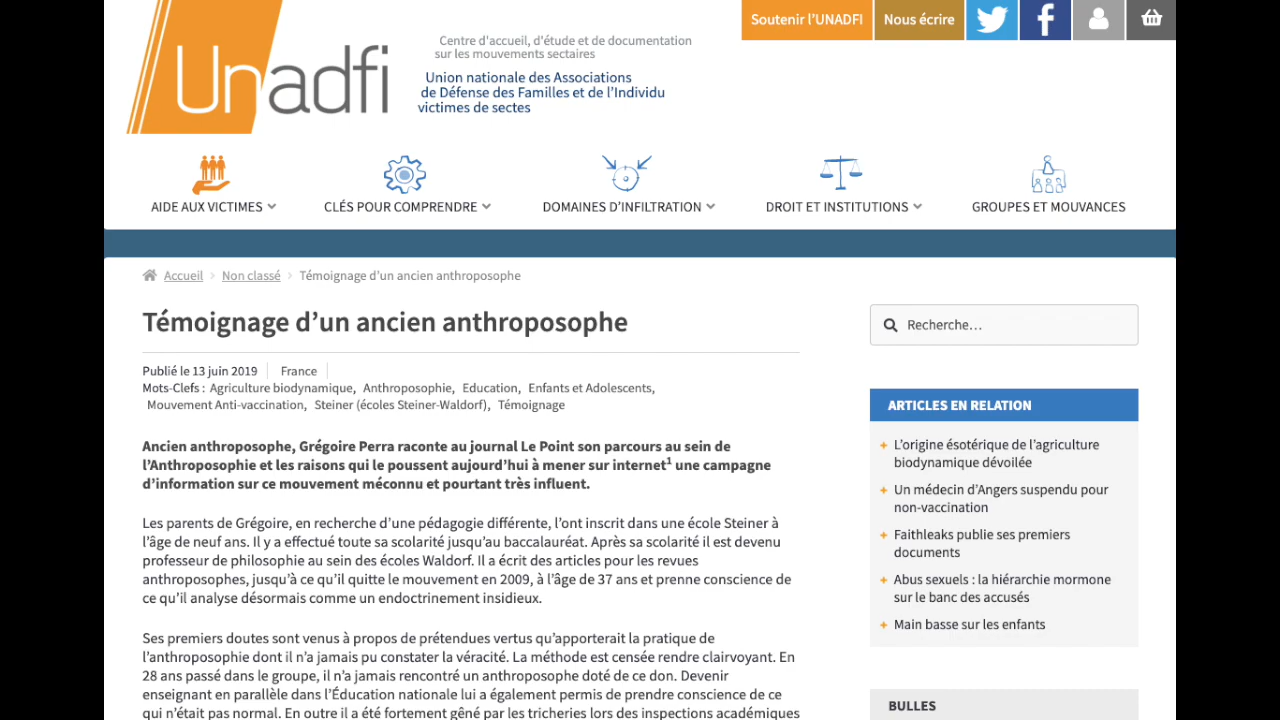 Soutenir l'UNADFI
Nous écrire
Unadfi
Centre d'accueil, d'étude et de documentation
sur les mouvements sectaires
Union nationale des Associations
de Défense des Familles et de l'Individu
victimes de sectes
AIDE AUX VICTIMES
CLÉS POUR COMPRENDRE
DOMAINES D'INFILTRATION
DROIT ET INSTITUTIONS
GROUPES ET MOUVANCES
Accueil > Non classé > Témoignage d'un ancien anthroposophe
Témoignage d'un ancien anthroposophe
Publié le 13 juin 2019 | France
Mots-Clefs : Agriculture biodynamique, Anthroposophie, Education, Enfants et Adolescents,
Mouvement Anti-vaccination, Steiner (écoles Steiner-Waldorf), Témoignage
Ancien anthroposophe, Grégoire Perra raconte au journal Le Point son parcours au sein de
l'Anthroposophie et les raisons qui le poussent aujourd'hui à mener sur internet¹ une campagne
d'information sur ce mouvement méconnu et pourtant très influent.
Les parents de Grégoire, en recherche d'une pédagogie différente, l'ont inscrit dans une école Steiner à
l'âge de neuf ans. Il y a effectué toute sa scolarité jusqu'au baccalauréat. Après sa scolarité il est devenu
professeur de philosophie au sein des écoles Waldorf. Il a écrit des articles pour les revues
anthroposophes, jusqu'à ce qu'il quitte le mouvement en 2009, à l'âge de 37 ans et prenne conscience de
ce qu'il analyse désormais comme un endoctrinement insidieux.
Ses premiers doutes sont venus à propos de prétendues vertus qu'apporterait la pratique de
l'anthroposophie dont il n'a jamais pu constater la véracité. La méthode est censée rendre clairvoyant. En
28 ans passé dans le groupe, il n'a jamais rencontré un anthroposophe doté de ce don. Devenir
enseignant en parallèle dans l'Éducation nationale lui a également permis de prendre conscience de ce
qui n'était pas normal. En outre il a été fortement gêné par les tricheries lors des inspections académiques
Recherche...
ARTICLES EN RELATION
L'origine ésotérique de l'agriculture
biodynamique dévoilée
Un médecin d'Angers suspendu pour
non-vaccination
Faithleaks publie ses premiers
documents
Abus sexuels : la hiérarchie mormone
sur le banc des accusés
Main basse sur les enfants
BULLES